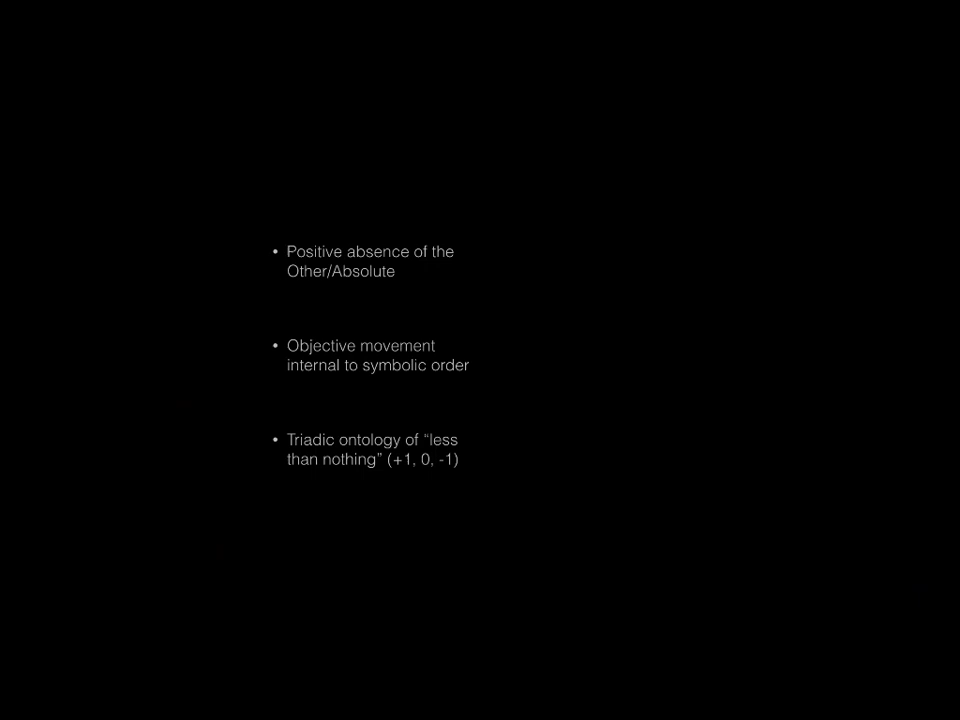 • Positive absence of the
Other/Absolute
• Objective movement
internal to symbolic order
• Triadic ontology of “less
than nothing” (+1, 0, -1)